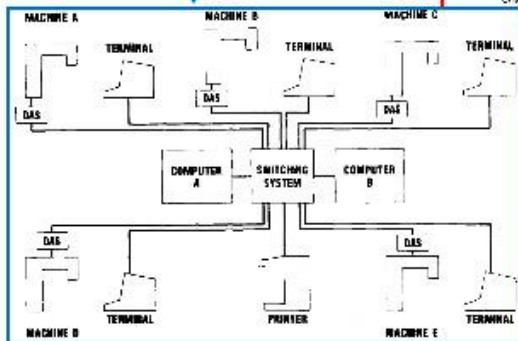 MACHINE A
MACHINE B
MACHINE C
TERMINAL
TERMINAL
TERMINAL
DAS
DAS
DAS
COMPUTER A
SWITCHING SYSTEM
COMPUTER B
DAS
DAS
MACHINE D
TERMINAL
PRINTER
MACHINE E
TERMINAL